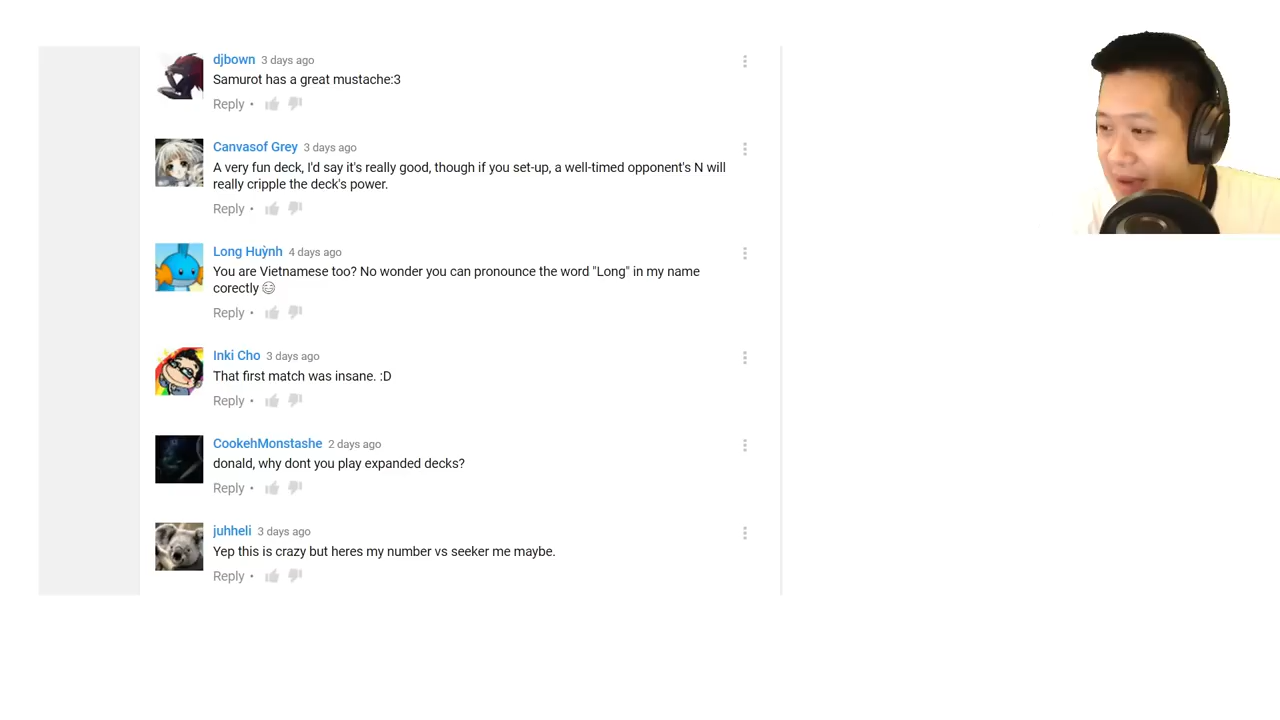 djbown 3 days ago
Samurot has a great mustache:3
Reply •
Canvasof Grey 3 days ago
A very fun deck, I'd say it's really good, though if you set-up, a well-timed opponent's N will
really cripple the deck's power.
Reply •
Long Huỳnh 4 days ago
You are Vietnamese too? No wonder you can pronounce the word "Long" in my name
corectly 😑
Reply •
Inki Cho 3 days ago
That first match was insane. :D
Reply •
CookehMonstashe 2 days ago
donald, why dont you play expanded decks?
Reply •
juhheli 3 days ago
Yep this is crazy but heres my number vs seeker me maybe.
Reply •